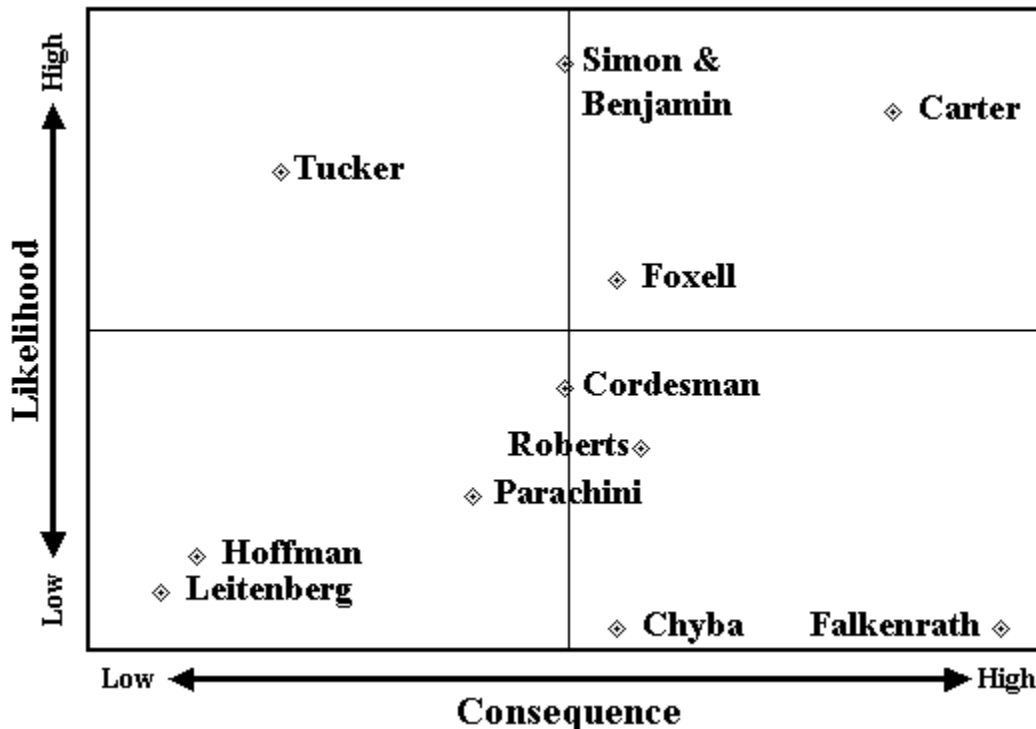 High
Simon &
Benjamin
Carter
Tucker
Foxell
Likelihood
Cordesman
Roberts
Parachini
Hoffman
Leitenberg
Chyba
Falkenrath
Low
Low
High
Consequence